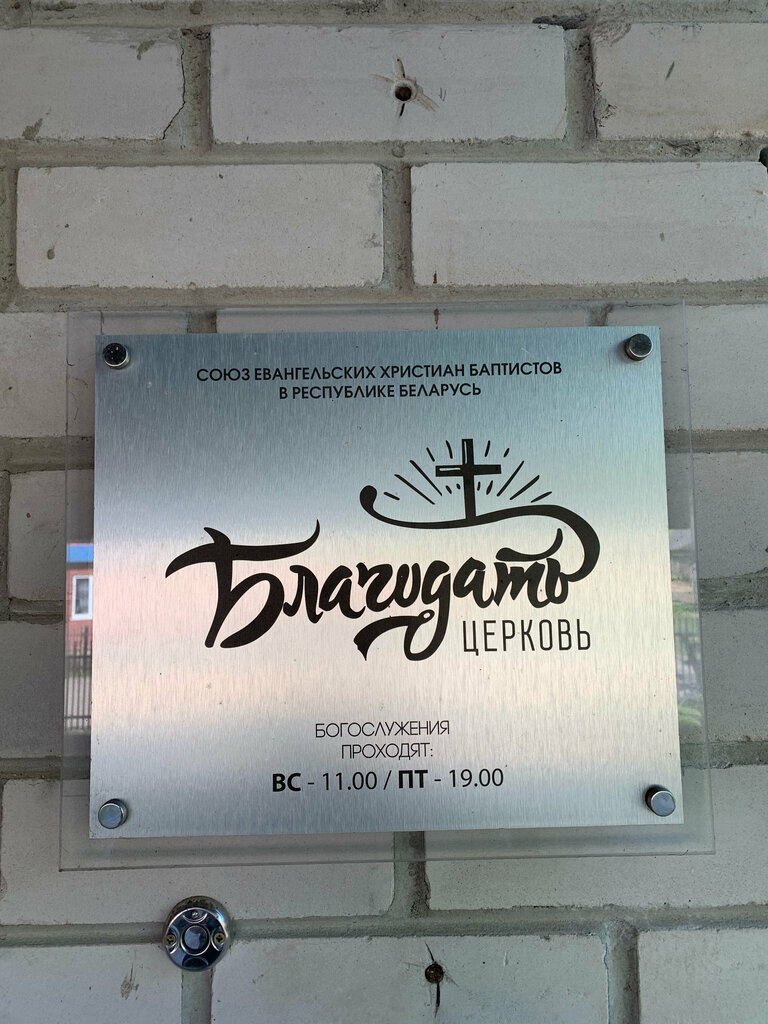 СОЮЗ ЕВАНГЕЛЬСКИХ ХРИСТИАН БАПТИСТОВ
В РЕСПУБЛИКЕ БЕЛАРУСЬ
Благодать
ЦЕРКОВЬ
БОГОСЛУЖЕНИЯ
ПРОХОДЯТ:
ВС - 11.00 / ПТ - 19.00